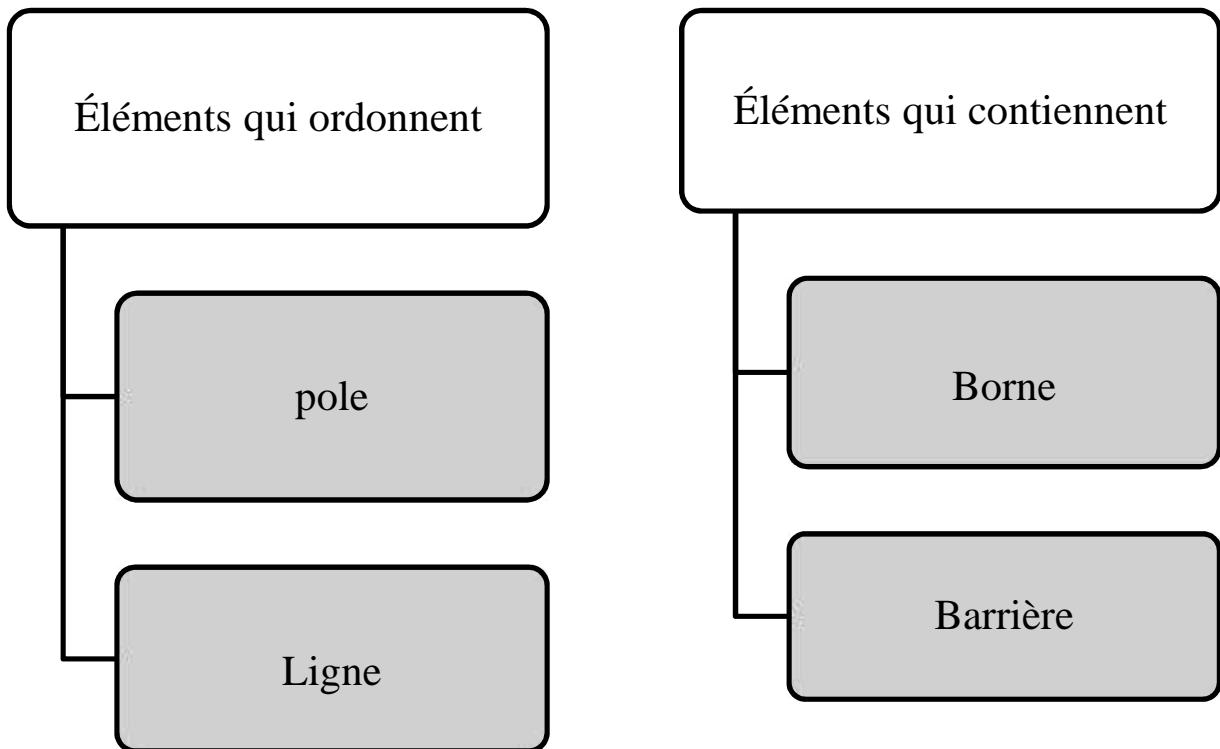 Éléments qui ordonnent
pole
Ligne
Éléments qui contiennent
Borne
Barrière